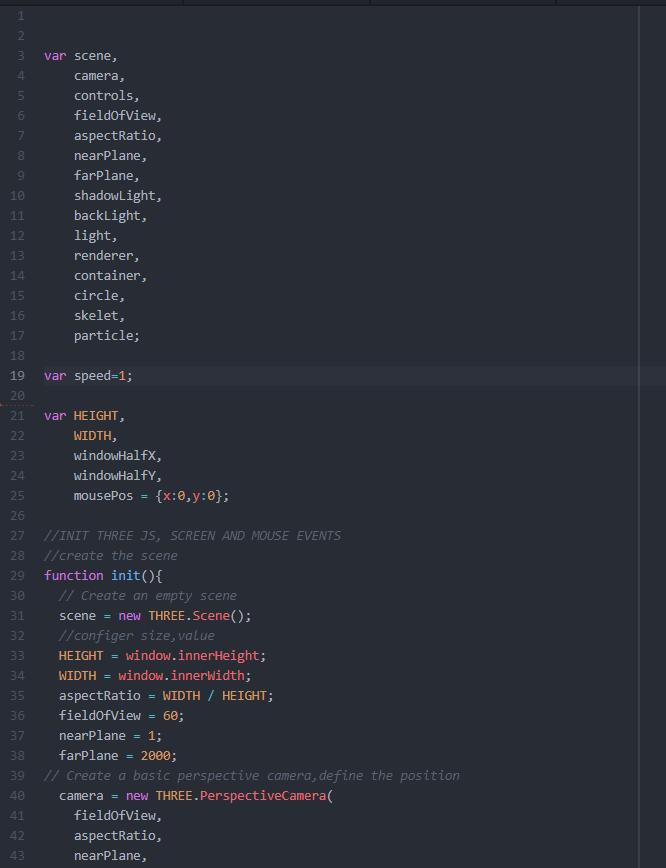 1
2
3 var scene,
4     camera,
5     controls,
6     fieldOfView,
7     aspectRatio,
8     nearPlane,
9     farPlane,
10     shadowLight,
11     backLight,
12     light,
13     renderer,
14     container,
15     circle,
16     skelet,
17     particle;
18
19 var speed=1;
20
21 var HEIGHT,
22     WIDTH,
23     windowHalfX,
24     windowHalfY,
25     mousePos = {x:0,y:0};
26
27 //INIT THREE JS, SCREEN AND MOUSE EVENTS
28 //create the scene
29 function init(){
30   // Create an empty scene
31   scene = new THREE.Scene();
32   //configer size,value
33   HEIGHT = window.innerHeight;
34   WIDTH = window.innerWidth;
35   aspectRatio = WIDTH / HEIGHT;
36   fieldOfView = 60;
37   nearPlane = 1;
38   farPlane = 2000;
39 // Create a basic perspective camera,define the position
40   camera = new THREE.PerspectiveCamera(
41     fieldOfView,
42     aspectRatio,
43     nearPlane,